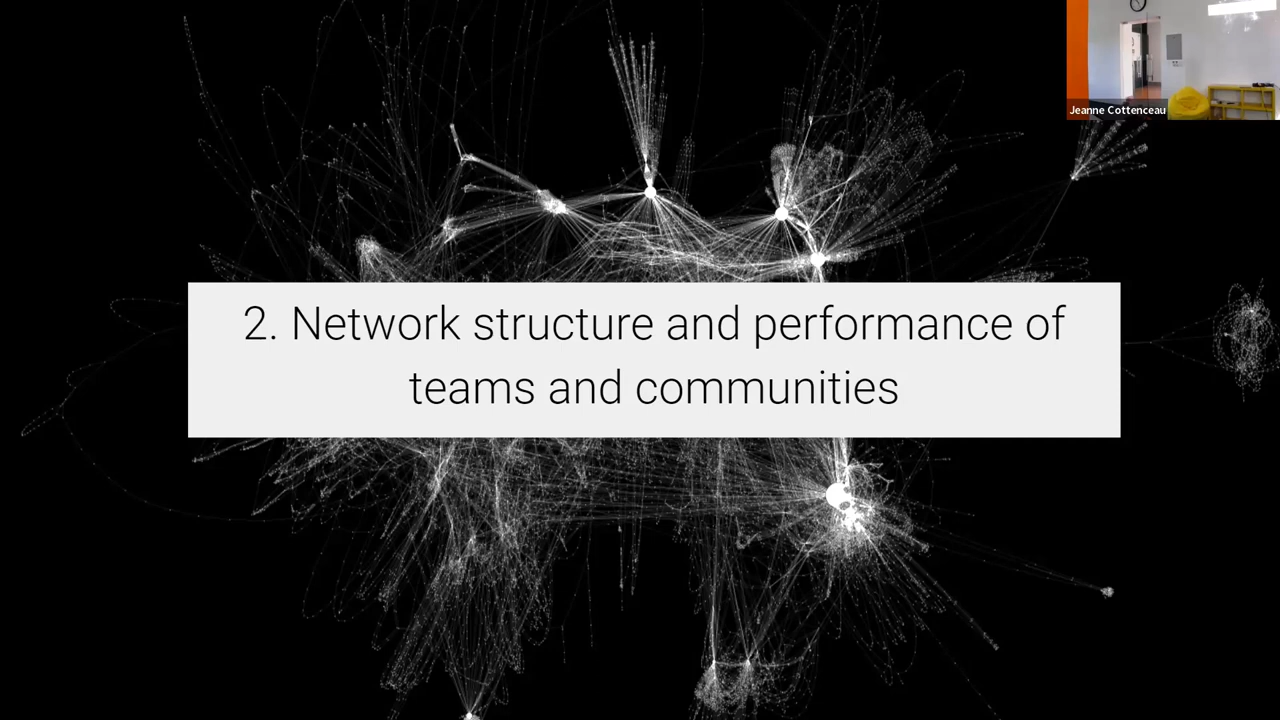 Jeanne Cottenceau
2. Network structure and performance of
teams and communities